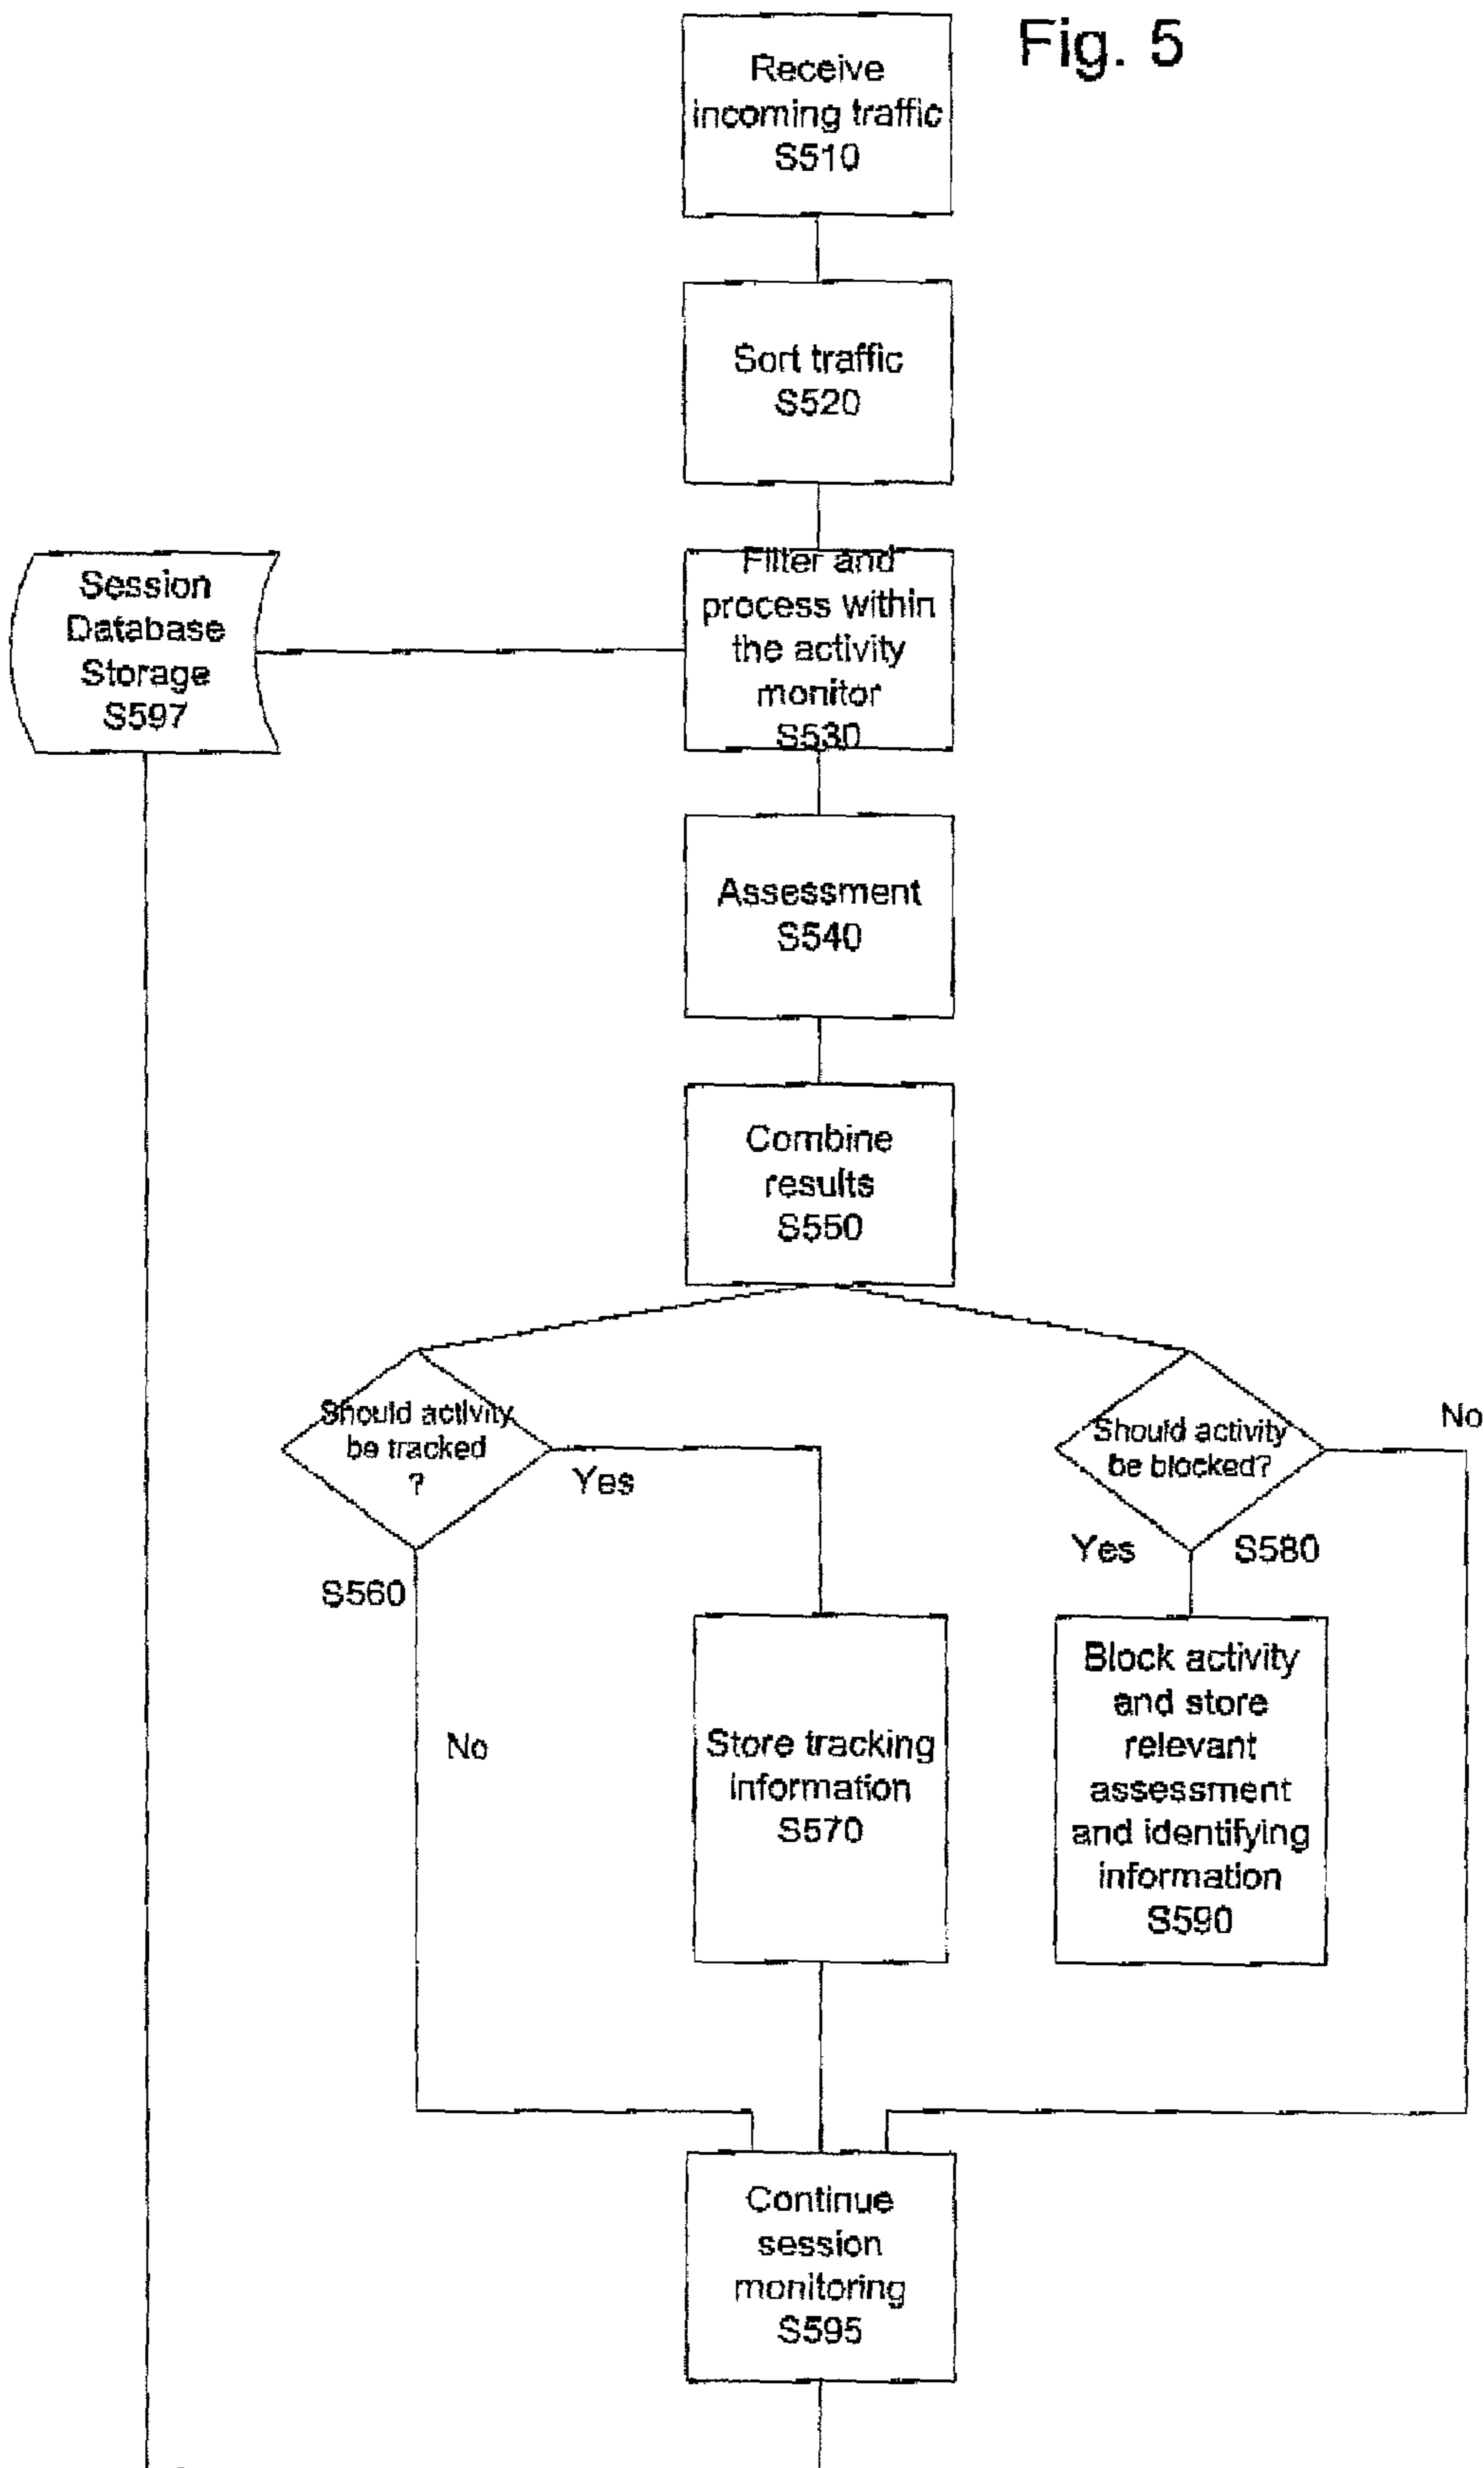 Fig. 5
Receive
incoming traffic
S510
Sort traffic
S520
Session
Database
Storage
S597
Filter and
process within
the activity
monitor
S530
Assessment
S540
Combine
results
S550
Should activity
be tracked
?
Yes
S560
No
Should activity
be blocked?
No
Yes
S580
Store tracking
information
S570
Block activity
and store
relevant
assessment
and identifying
information
S590
Continue
session
monitoring
S595